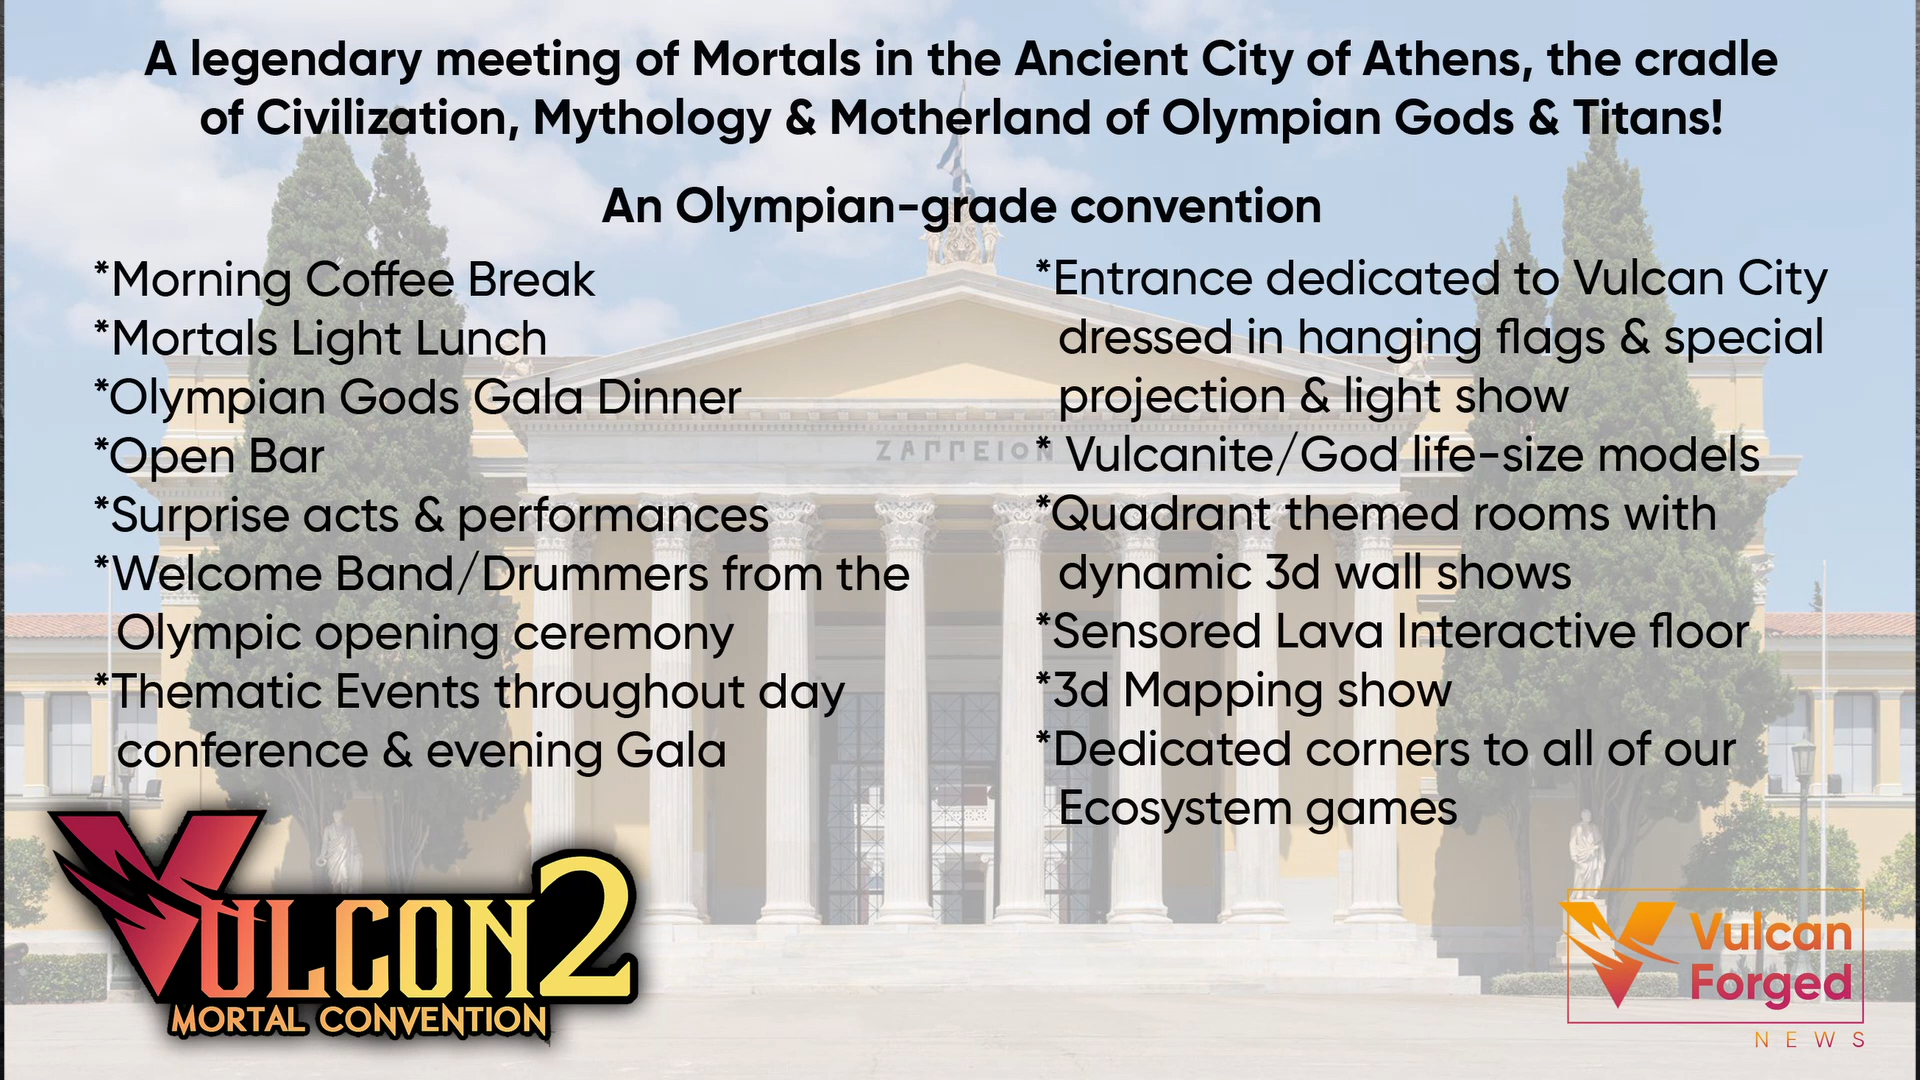 A legendary meeting of Mortals in the Ancient City of Athens, the cradle
of Civilization, Mythology & Motherland of Olympian Gods & Titans!
An Olympian-grade convention
*Morning Coffee Break
*Mortals Light Lunch
*Olympian Gods Gala Dinner
*Open Bar
*Surprise acts & performances
*Welcome Band/Drummers from the
Olympic opening ceremony
*Thematic Events throughout day
conference & evening Gala
*Entrance dedicated to Vulcan City
dressed in hanging flags & special
projection & light show
* Vulcanite/God life-size models
*Quadrant themed rooms with
dynamic 3d wall shows
*Sensored Lava Interactive floor
*3d Mapping show
*Dedicated corners to all of our
Ecosystem games
ΖΑΠΠΕΙΟΝ
VULCON2
MORTAL CONVENTION
Vulcan
Forged
NEWS